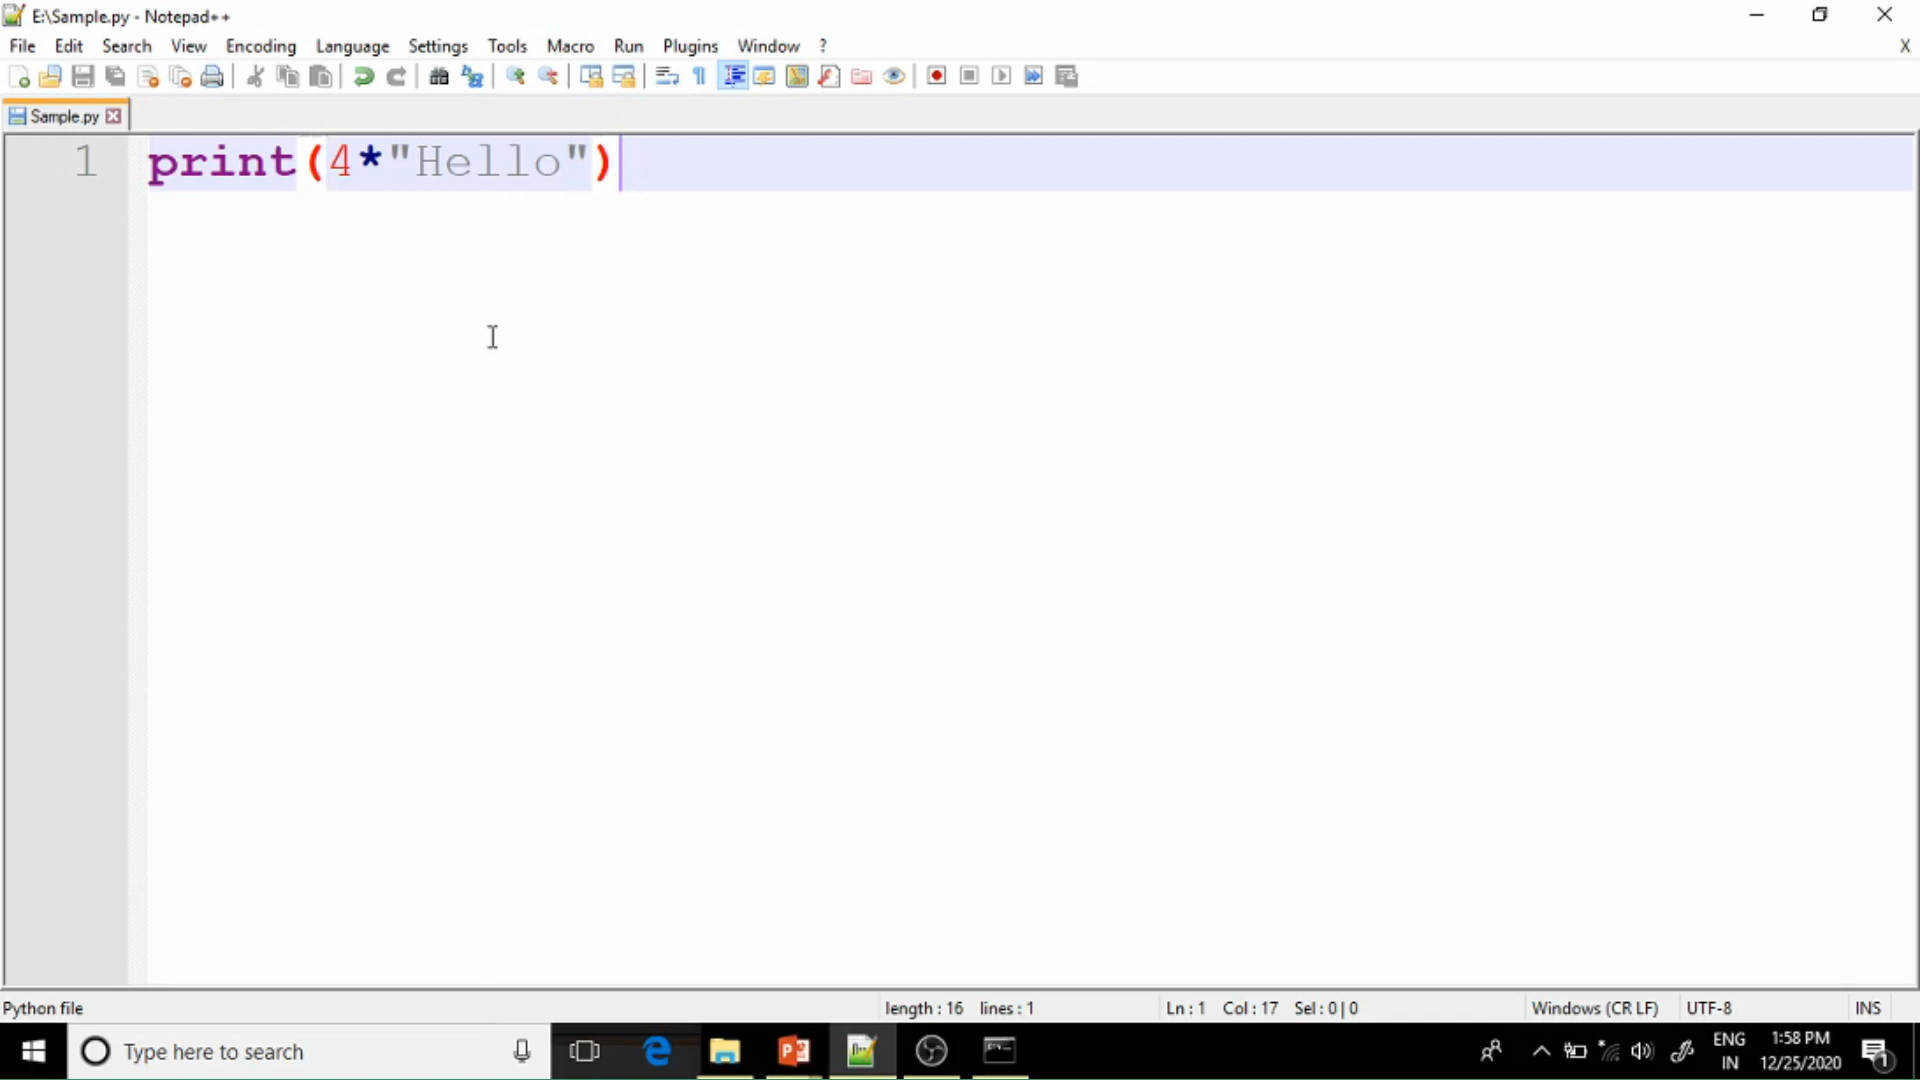 E:\Sample.py - Notepad++
File Edit Search View Encoding Language Settings Tools Macro Run Plugins Window ? X
Sample.py
1 print(4*"Hello")
Python file length : 16 lines : 1 Ln : 1 Col : 17 Sel : 0 | 0 Windows (CR LF) UTF-8 INS
Type here to search
ENG
IN
1:58 PM
12/25/2020
1